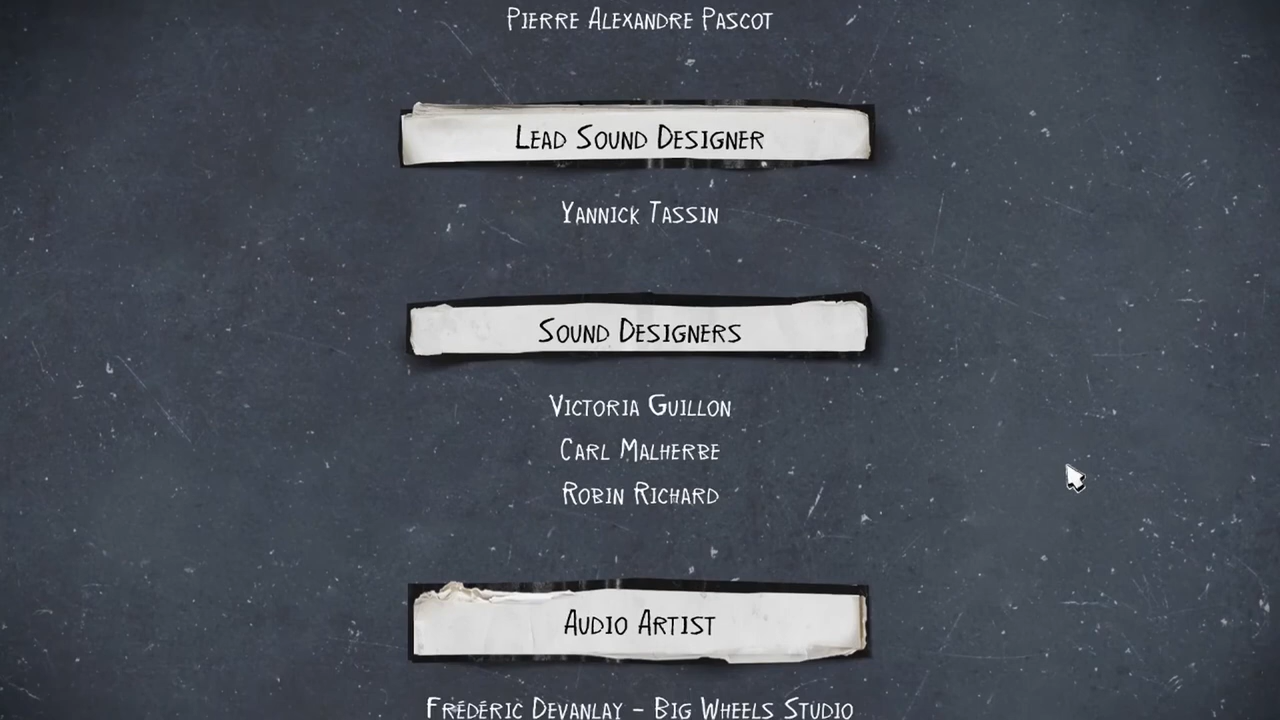 Pierre Alexandre Pascot
Lead Sound Designer
Yannick Tassin
Sound Designers
Victoria Guillon
Carl Malherbe
Robin Richard
Audio Artist
Frédéric Devanlay – Big Wheels Studio